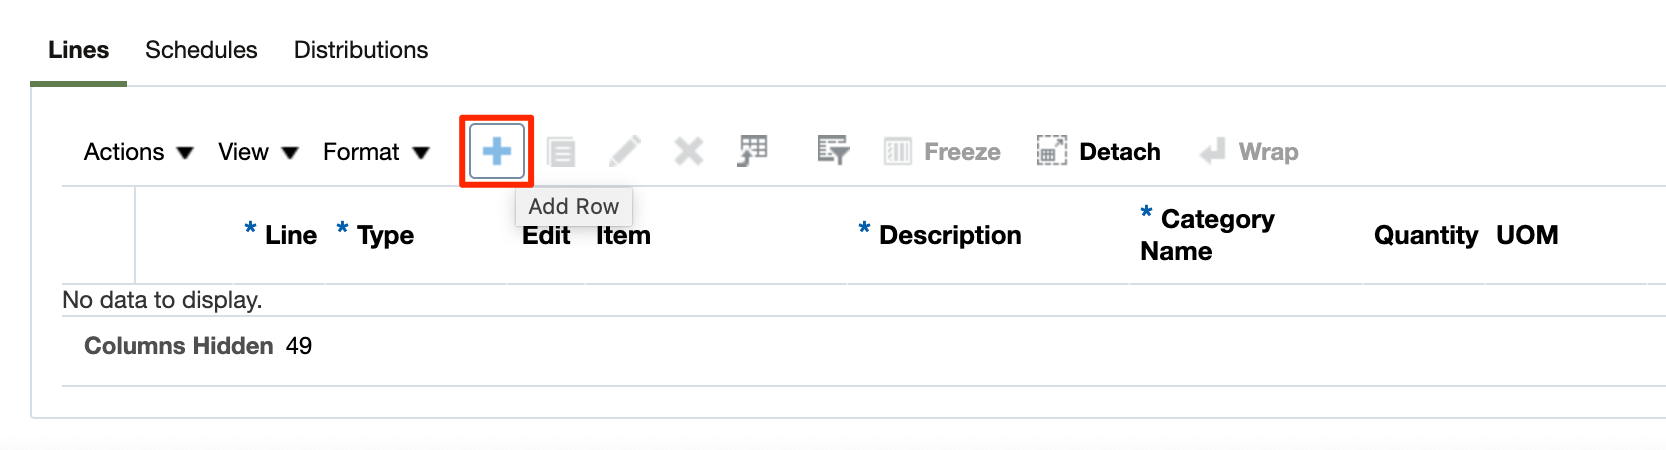 Lines Schedules Distributions
Actions View Format Freeze Detach Wrap
Add Row
* Line * Type Edit Item * Description * Category Name Quantity UOM
No data to display.
Columns Hidden 49